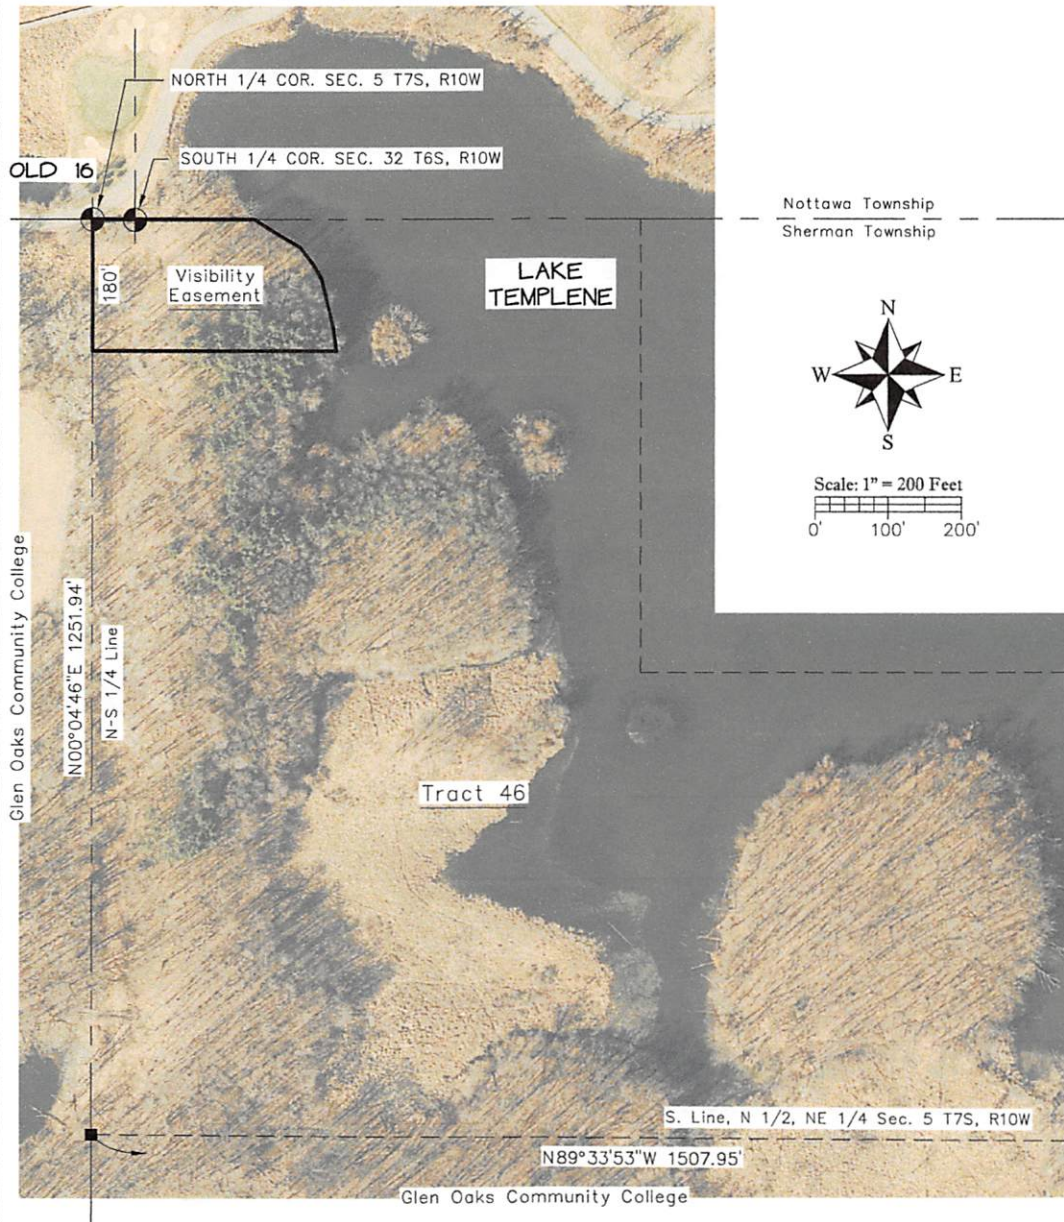 NORTH 1/4 COR. SEC. 5 T7S, R10W
SOUTH 1/4 COR. SEC. 32 T6S, R10W
OLD 16
Nottawa Township
Sherman Township
180'
Visibility
Easement
LAKE
TEMPLENE
N
W
E
S
Scale: 1" = 200 Feet
0'
100'
200'
Glen Oaks Community College
N00°04'46"E 1251.94'
N-S 1/4 Line
Tract 46
S. Line, N 1/2, NE 1/4 Sec. 5 T7S, R10W
N89°33'53"W 1507.95'
Glen Oaks Community College